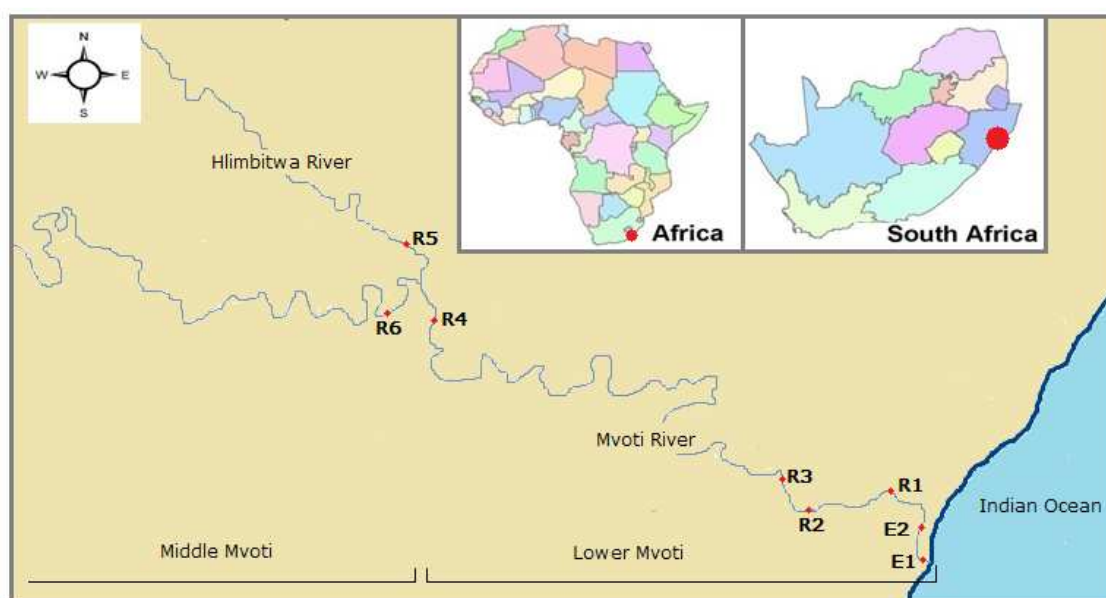 N
W E
S
Hlimbitwa River
Africa
South Africa
R5
R6
R4
Mvoti River
R3
R1
R2
Indian Ocean
E2
E1
Middle Mvoti
Lower Mvoti